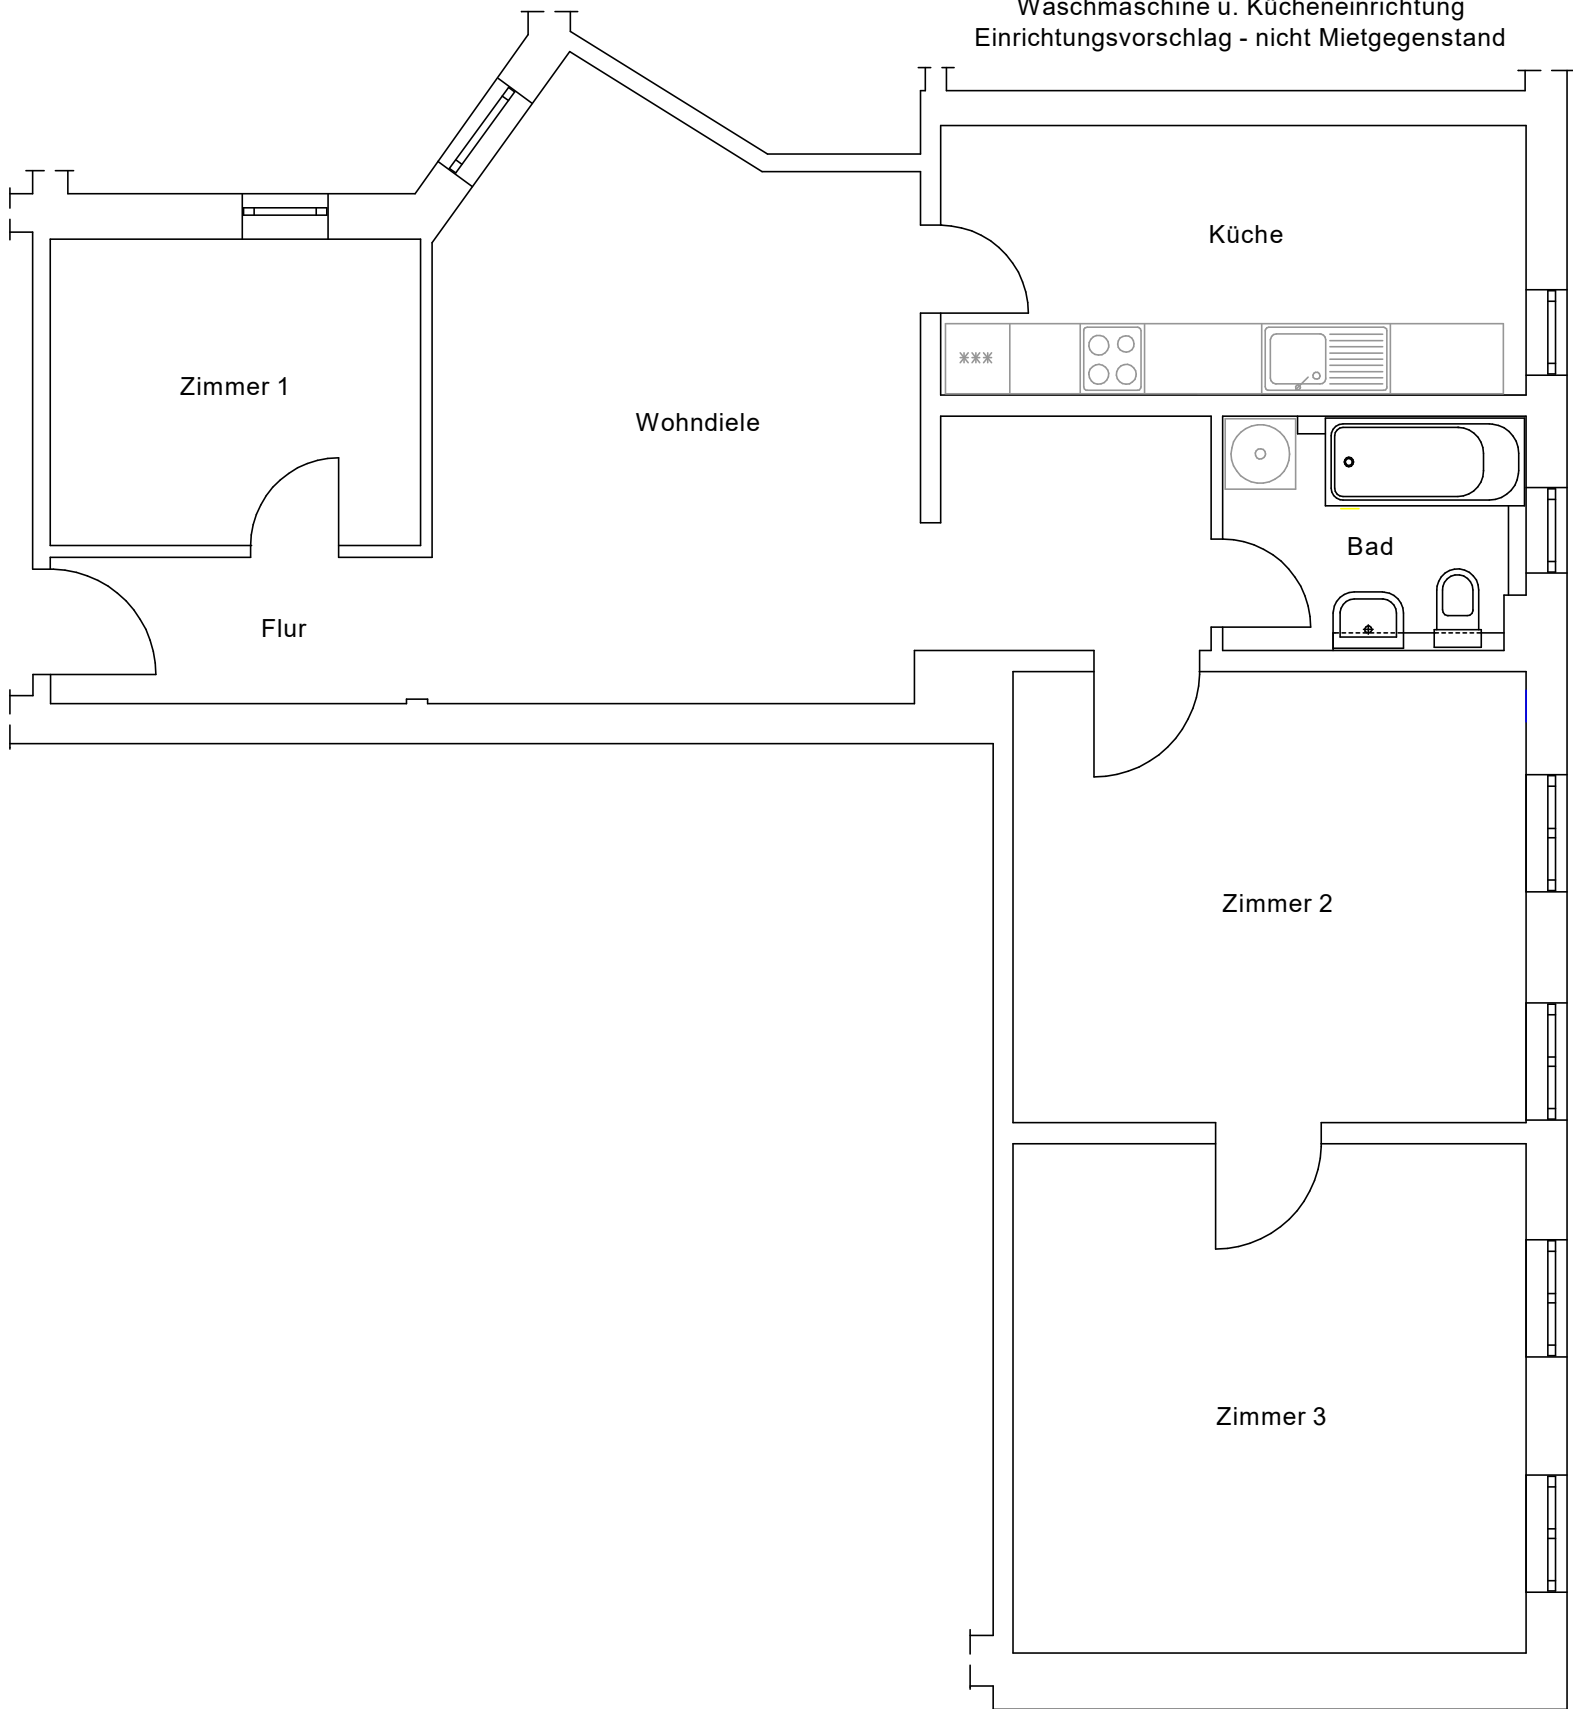 Waschmaschine u. Kücheneinrichtung
Einrichtungsvorschlag - nicht Mietgegenstand
Küche
Zimmer 1
Wohndiele
Bad
Flur
Zimmer 2
Zimmer 3